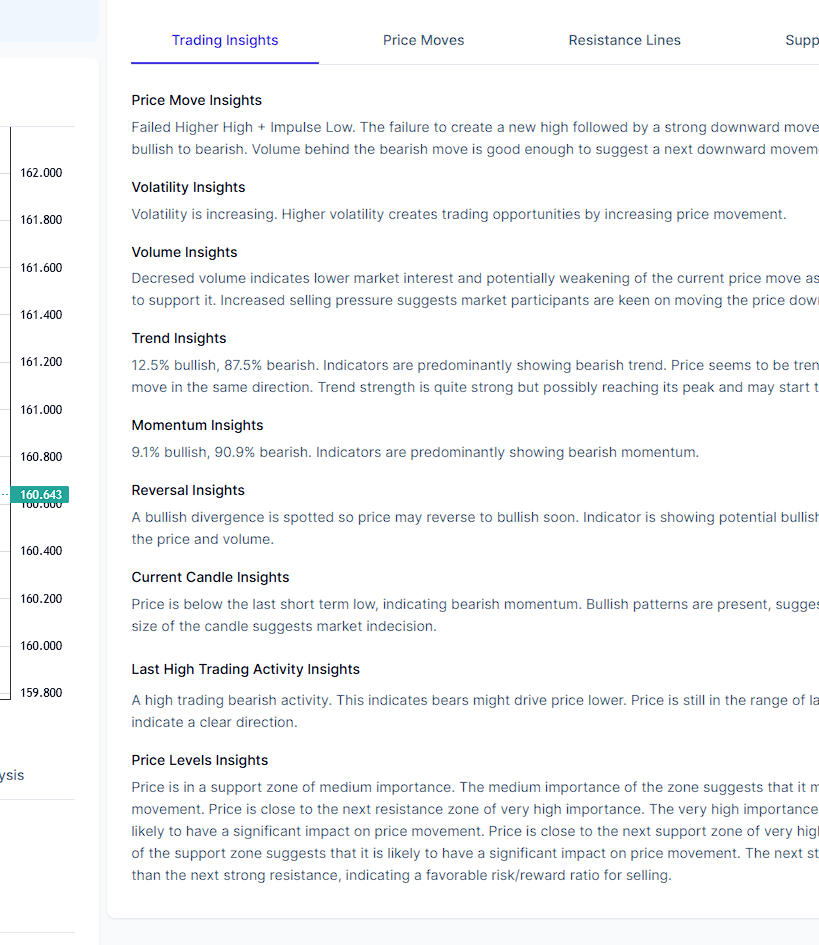 Trading Insights
Price Moves
Resistance Lines
Supp
Price Move Insights
Failed Higher High + Impulse Low. The failure to create a new high followed by a strong downward move
bullish to bearish. Volume behind the bearish move is good enough to suggest a next downward movem
Volatility Insights
Volatility is increasing. Higher volatility creates trading opportunities by increasing price movement.
Volume Insights
Decresed volume indicates lower market interest and potentially weakening of the current price move as
to support it. Increased selling pressure suggests market participants are keen on moving the price dow
Trend Insights
12.5% bullish, 87.5% bearish. Indicators are predominantly showing bearish trend. Price seems to be tren
move in the same direction. Trend strength is quite strong but possibly reaching its peak and may start t
Momentum Insights
9.1% bullish, 90.9% bearish. Indicators are predominantly showing bearish momentum.
Reversal Insights
A bullish divergence is spotted so price may reverse to bullish soon. Indicator is showing potential bullish
the price and volume.
Current Candle Insights
Price is below the last short term low, indicating bearish momentum. Bullish patterns are present, sugges
size of the candle suggests market indecision.
Last High Trading Activity Insights
A high trading bearish activity. This indicates bears might drive price lower. Price is still in the range of la
indicate a clear direction.
Price Levels Insights
Price is in a support zone of medium importance. The medium importance of the zone suggests that it m
movement. Price is close to the next resistance zone of very high importance. The very high importance
likely to have a significant impact on price movement. Price is close to the next support zone of very hig
of the support zone suggests that it is likely to have a significant impact on price movement. The next st
than the next strong resistance, indicating a favorable risk/reward ratio for selling.
162.000
161.800
161.600
161.400
161.200
161.000
160.800
160.643
160.600
160.400
160.200
160.000
159.800
ysis